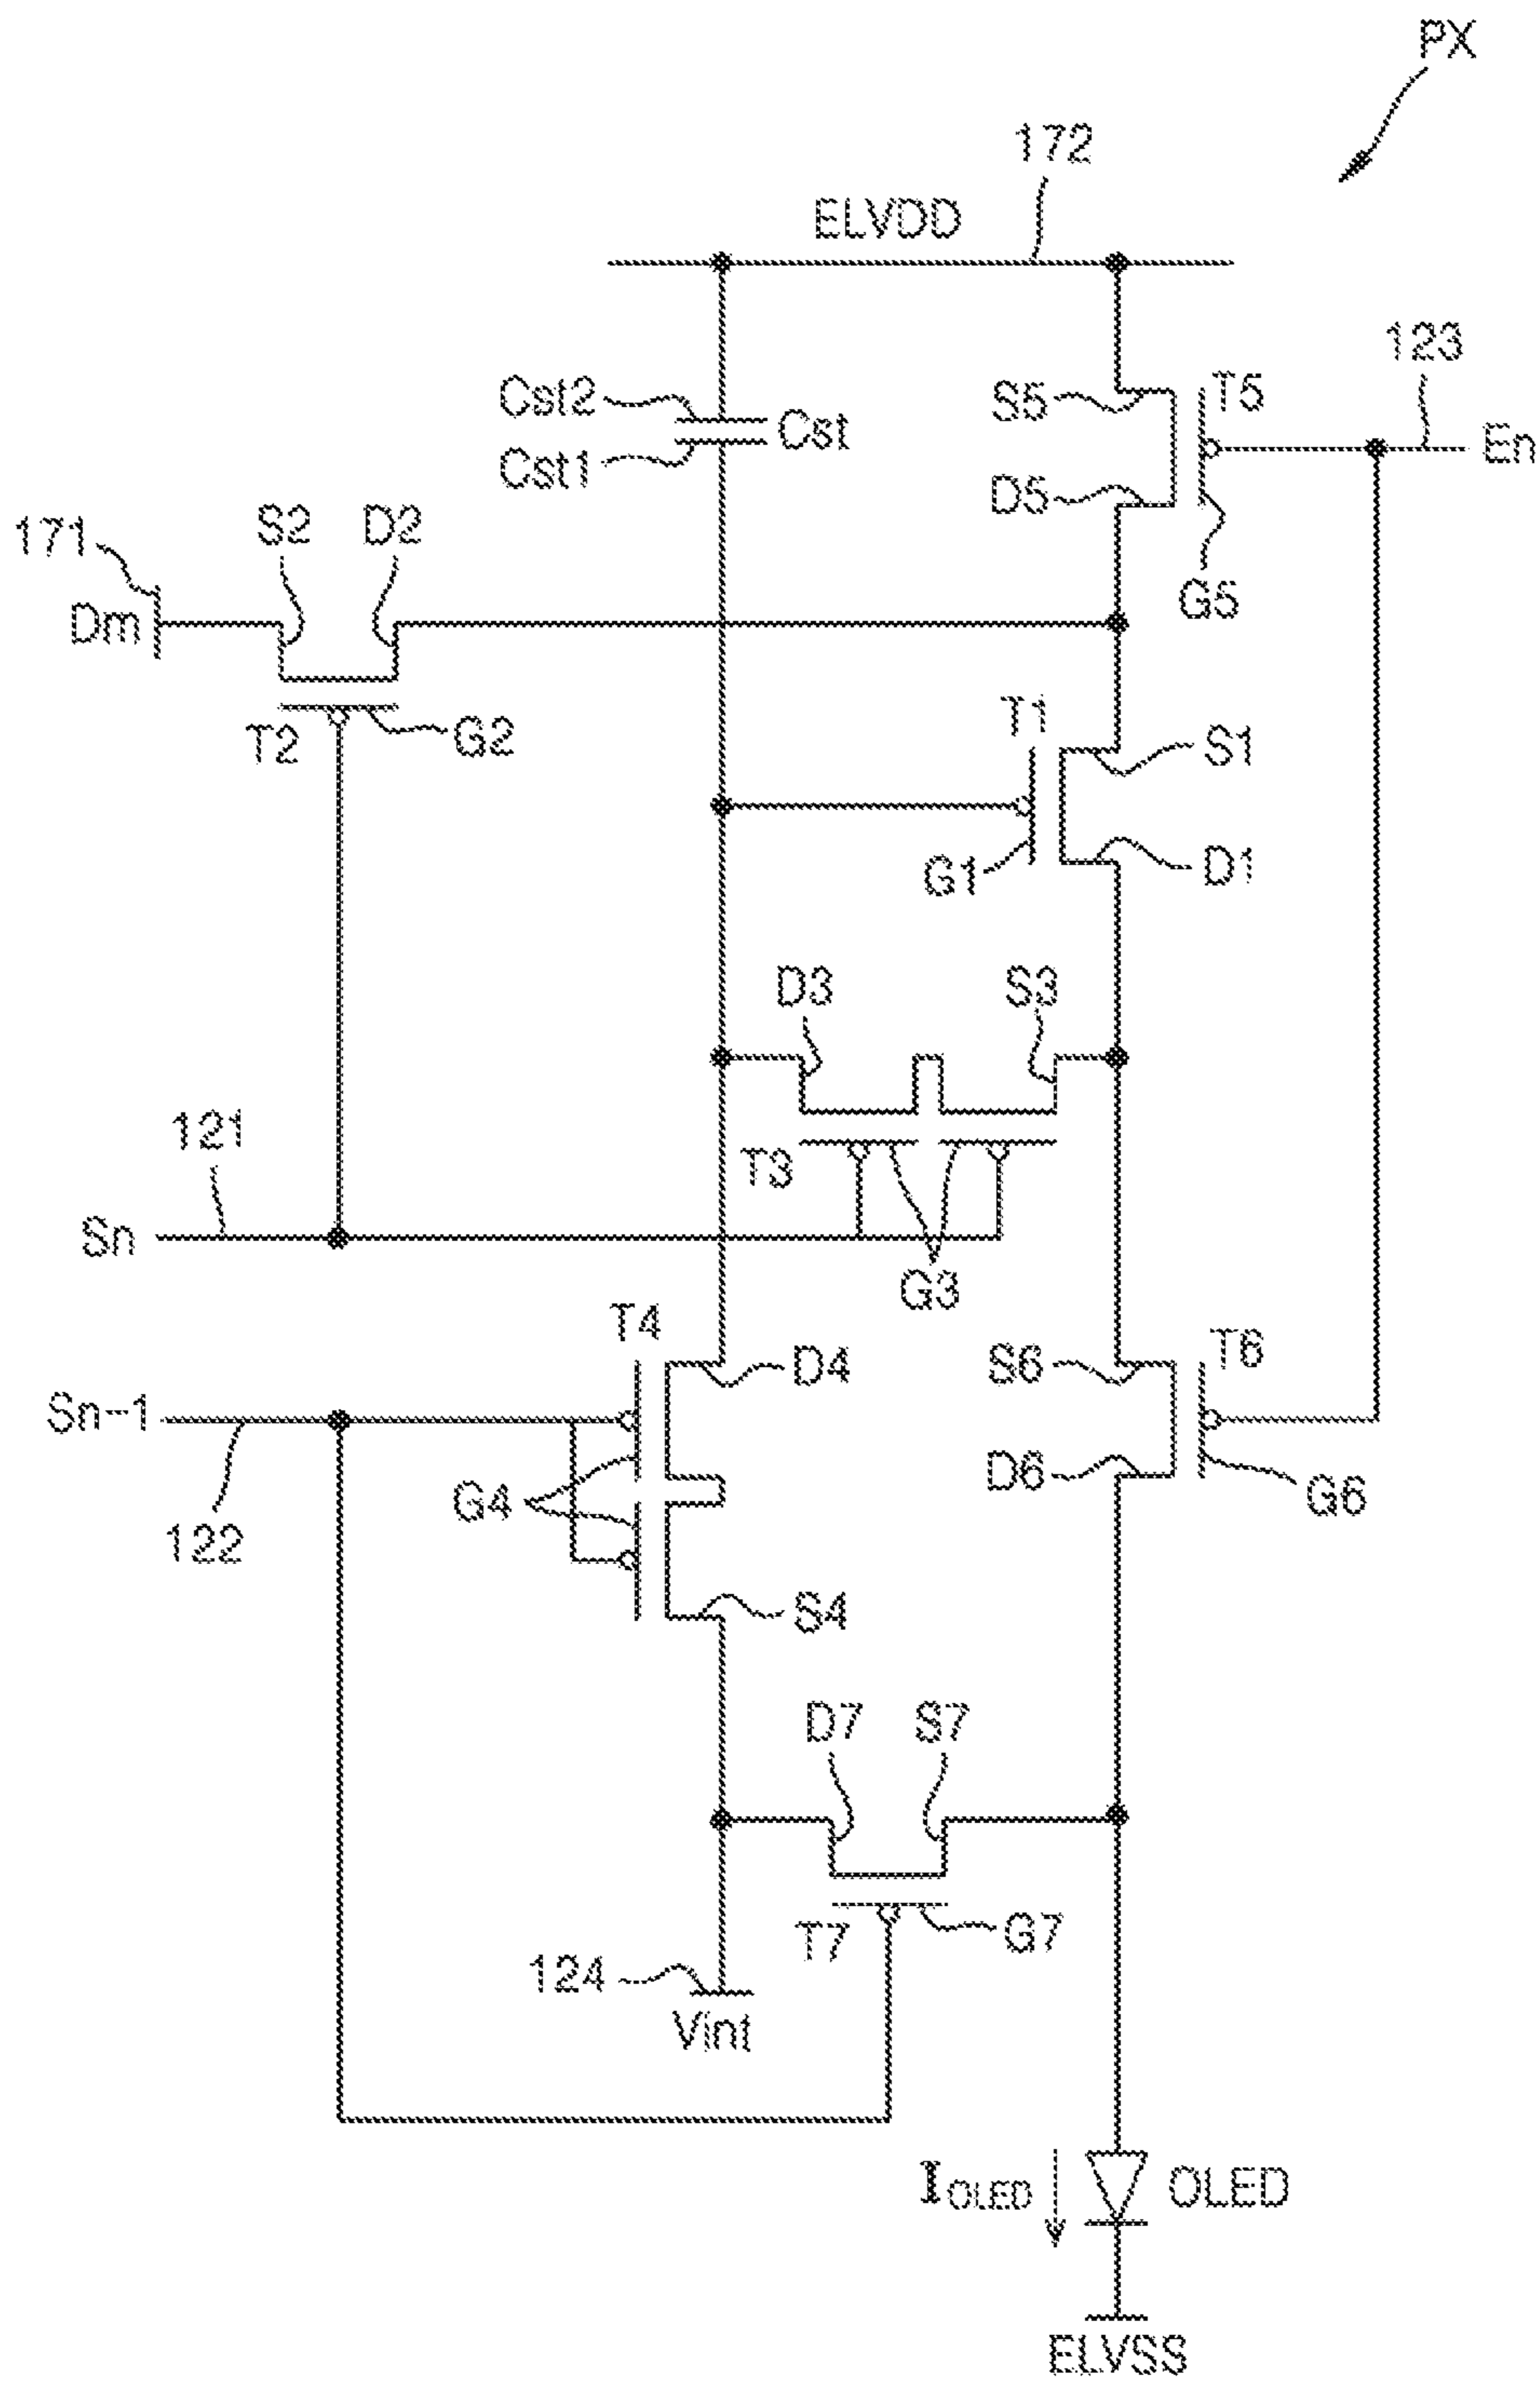 PX
172
ELVDD
123
Cst2
S5
T5
Cst
En
Cst1
D5
171
S2
D2
G5
Dm
T2
G2
T1
S1
G1
D1
D3
S3
121
T3
Sn
G3
T4
D4
S6
T6
Sn-1
G4
D6
G6
122
S4
D7
S7
T7
G7
124
Vint
IOLED
OLED
ELVSS